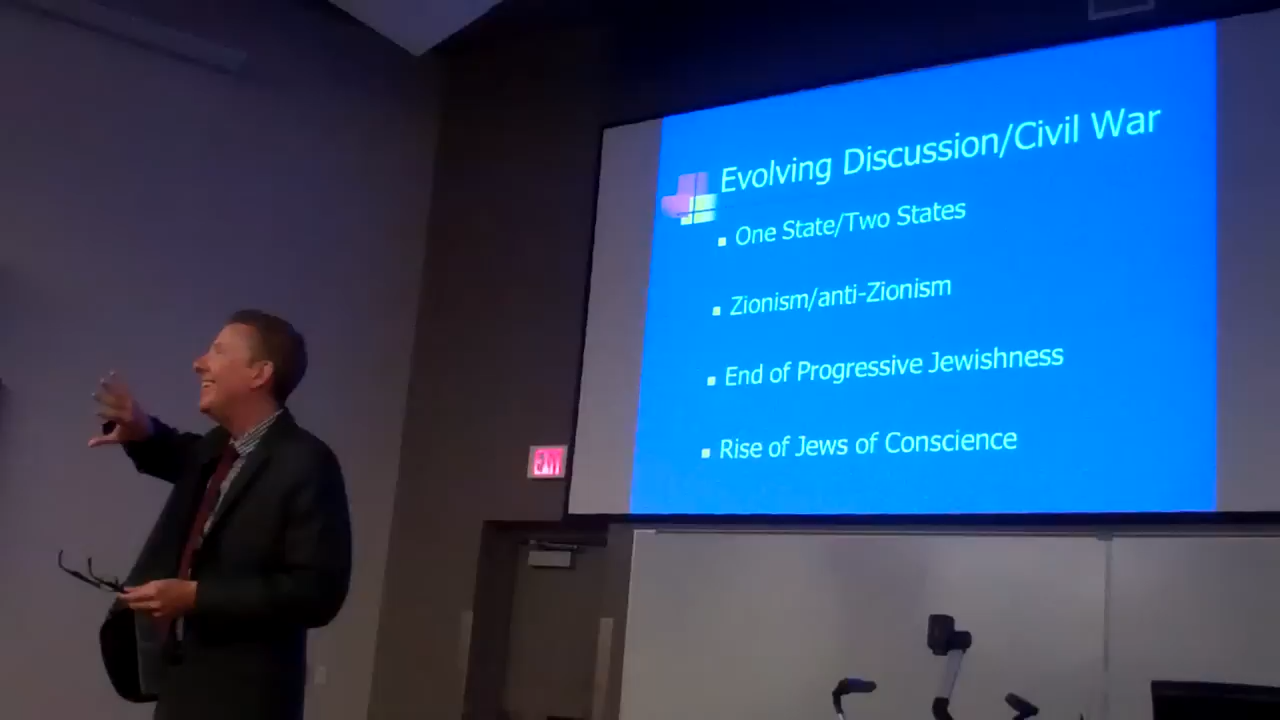 Evolving Discussion/Civil War
One State/Two States
Zionism/anti-Zionism
End of Progressive Jewishness
Rise of Jews of Conscience
EXIT